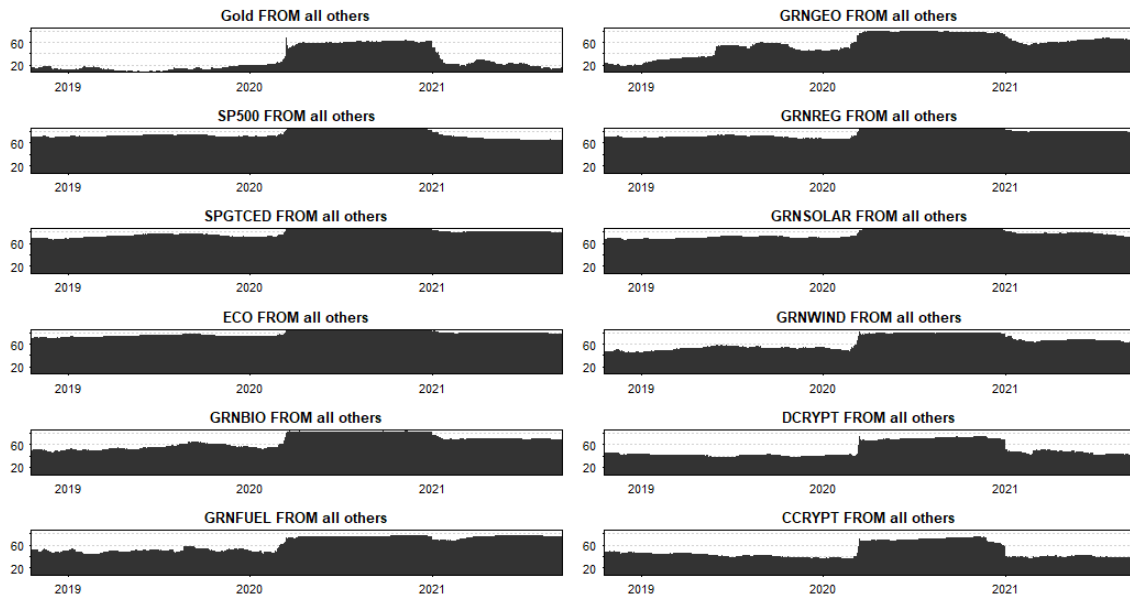 Gold FROM all others
60
20
2019 2020 2021
GRNGEO FROM all others
60
20
2019 2020 2021
SP500 FROM all others
60
20
2019 2020 2021
GRNREG FROM all others
60
20
2019 2020 2021
SPGTCED FROM all others
60
20
2019 2020 2021
GRNSOLAR FROM all others
60
20
2019 2020 2021
ECO FROM all others
60
20
2019 2020 2021
GRNWIND FROM all others
60
20
2019 2020 2021
GRNBIO FROM all others
60
20
2019 2020 2021
DCRYPT FROM all others
60
20
2019 2020 2021
GRNFUEL FROM all others
60
20
2019 2020 2021
CCRYPT FROM all others
60
20
2019 2020 2021